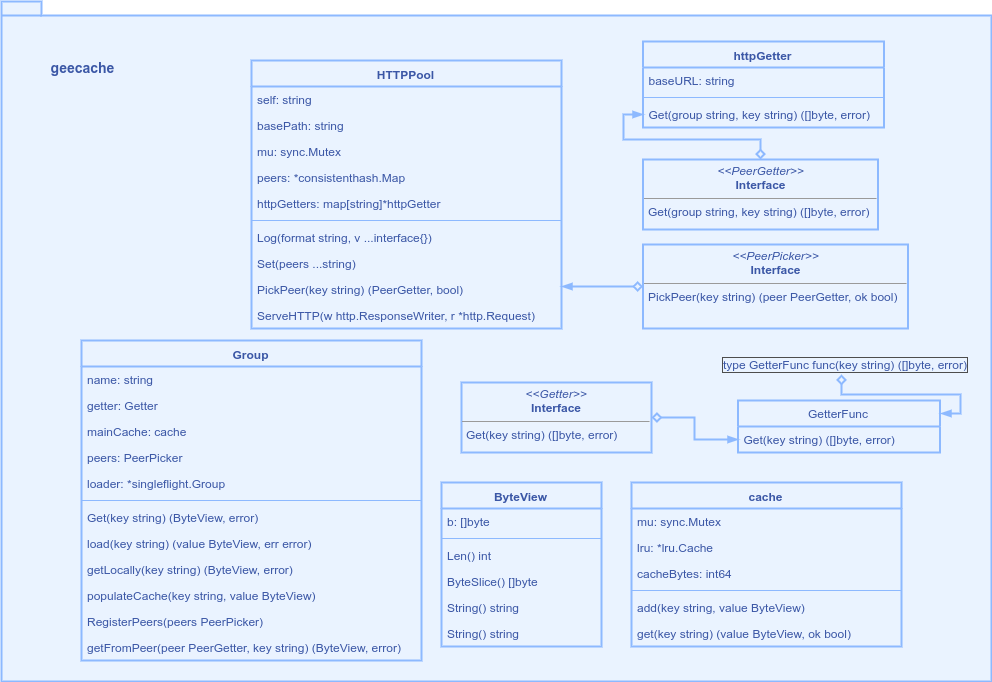 geecache
HTTPPool
self: string
basePath: string
mu: sync.Mutex
peers: *consistenthash.Map
httpGetters: map[string]*httpGetter
Log(format string, v ...interface{})
Set(peers ...string)
PickPeer(key string) (PeerGetter, bool)
ServeHTTP(w http.ResponseWriter, r *http.Request)
httpGetter
baseURL: string
Get(group string, key string) ([]byte, error)
<<PeerGetter>>
Interface
Get(group string, key string) ([]byte, error)
<<PeerPicker>>
Interface
PickPeer(key string) (peer PeerGetter, ok bool)
Group
name: string
getter: Getter
mainCache: cache
peers: PeerPicker
loader: *singleflight.Group
Get(key string) (ByteView, error)
load(key string) (value ByteView, err error)
getLocally(key string) (ByteView, error)
populateCache(key string, value ByteView)
RegisterPeers(peers PeerPicker)
getFromPeer(peer PeerGetter, key string) (ByteView, error)
<<Getter>>
Interface
Get(key string) ([]byte, error)
type GetterFunc func(key string) ([]byte, error)
GetterFunc
Get(key string) ([]byte, error)
ByteView
b: []byte
Len() int
ByteSlice() []byte
String() string
String() string
cache
mu: sync.Mutex
lru: *lru.Cache
cacheBytes: int64
add(key string, value ByteView)
get(key string) (value ByteView, ok bool)